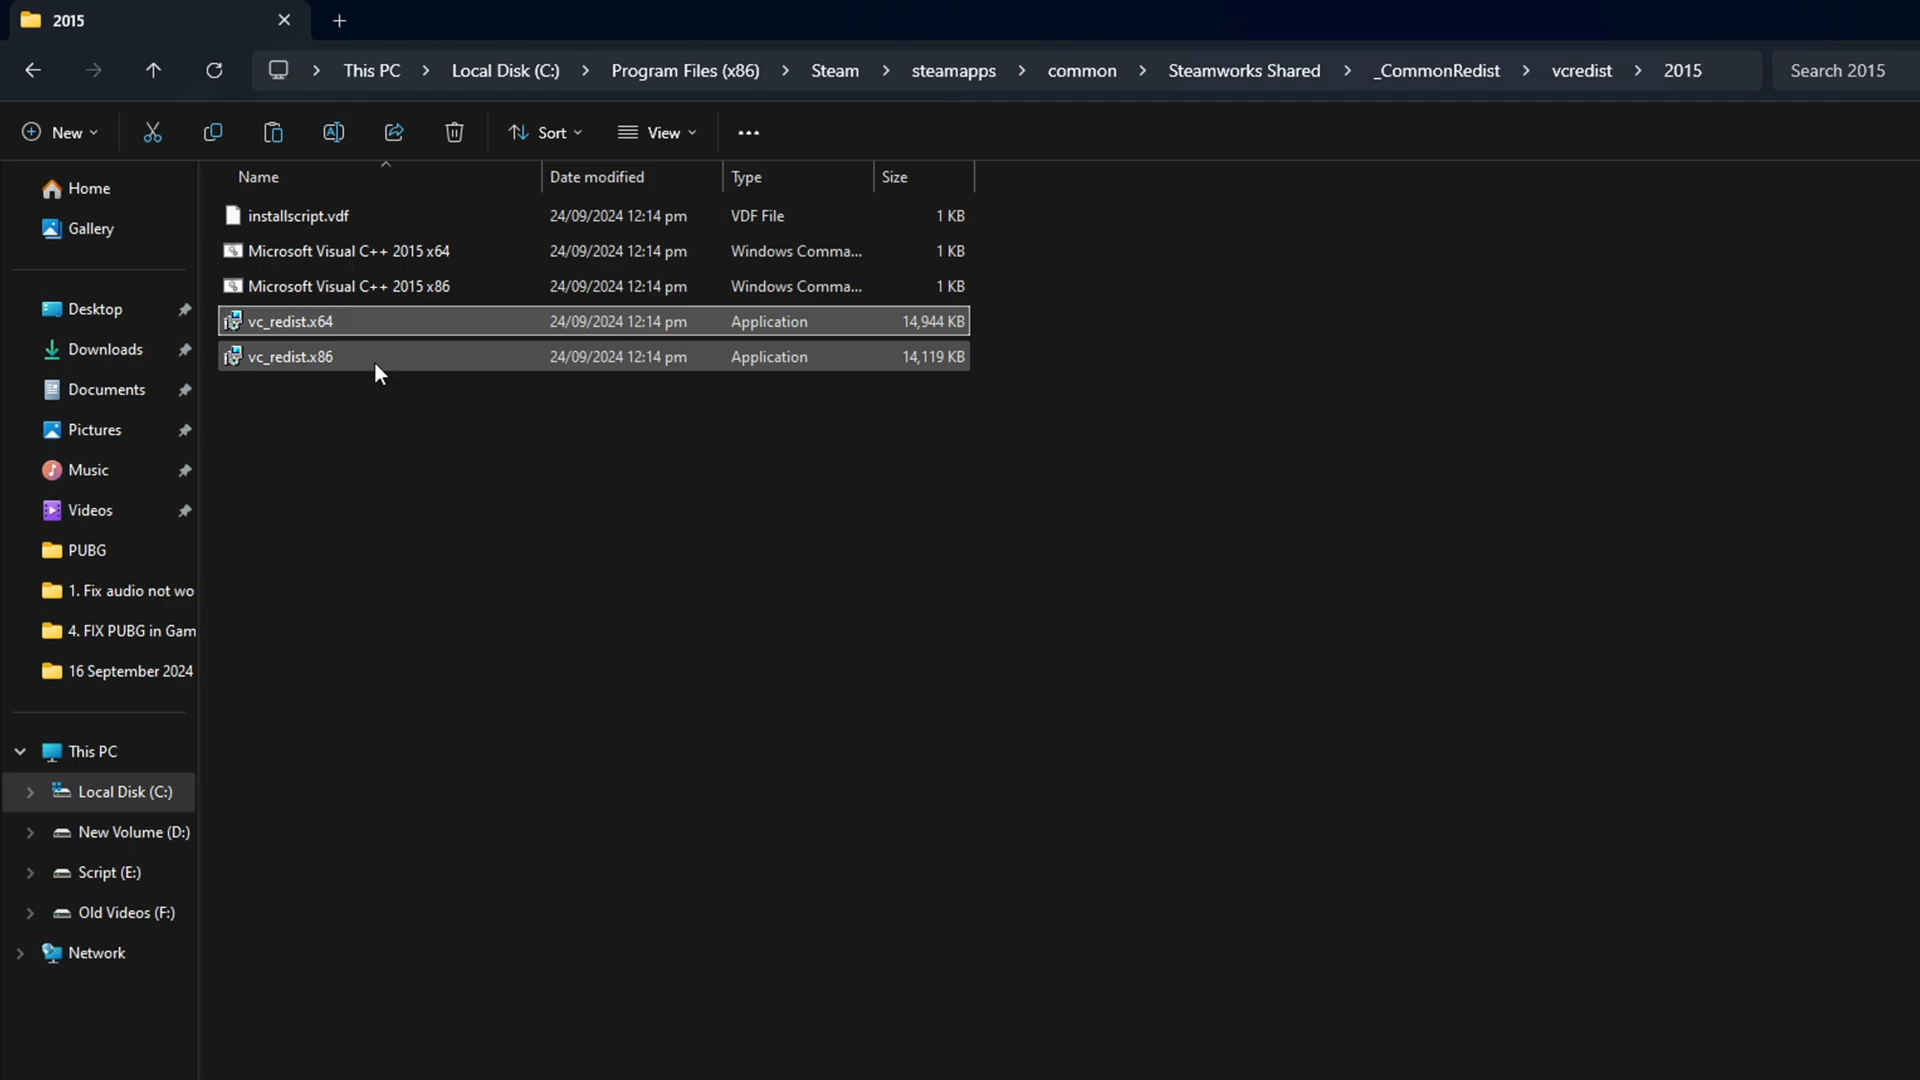 2015
This PC > Local Disk (C:) > Program Files (x86) > Steam > steamapps > common > Steamworks Shared > _CommonRedist > vcredist > 2015
Search 2015
New
Sort
View
Name Date modified Type Size
installscript.vdf 24/09/2024 12:14 pm VDF File 1 KB
Microsoft Visual C++ 2015 x64 24/09/2024 12:14 pm Windows Comma... 1 KB
Microsoft Visual C++ 2015 x86 24/09/2024 12:14 pm Windows Comma... 1 KB
vc_redist.x64 24/09/2024 12:14 pm Application 14,944 KB
vc_redist.x86 24/09/2024 12:14 pm Application 14,119 KB
Home
Gallery
Desktop
Downloads
Documents
Pictures
Music
Videos
PUBG
1. Fix audio not wo
4. FIX PUBG in Gam
16 September 2024
This PC
Local Disk (C:)
New Volume (D:)
Script (E:)
Old Videos (F:)
Network